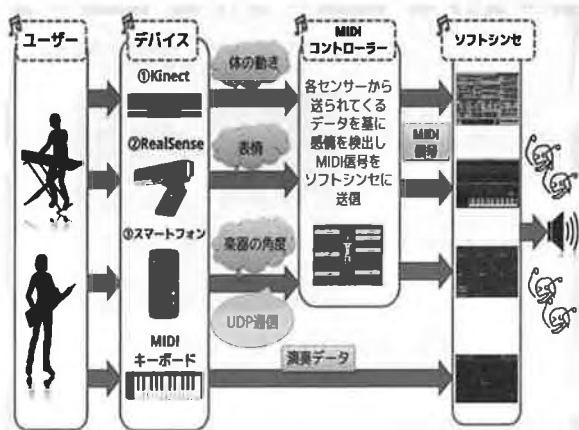 ユーザー
デバイス
MIDI
コントローラー
ソフトシンセ
①Kinect
②RealSense
③スマートフォン
MIDI
キーボード
体の動き
表情
楽器の角度
UDP通信
各センサーから
送られてくる
データを基に
感情を検出し
MIDI信号を
ソフトシンセに
送信
MIDI
信号
演奏データ